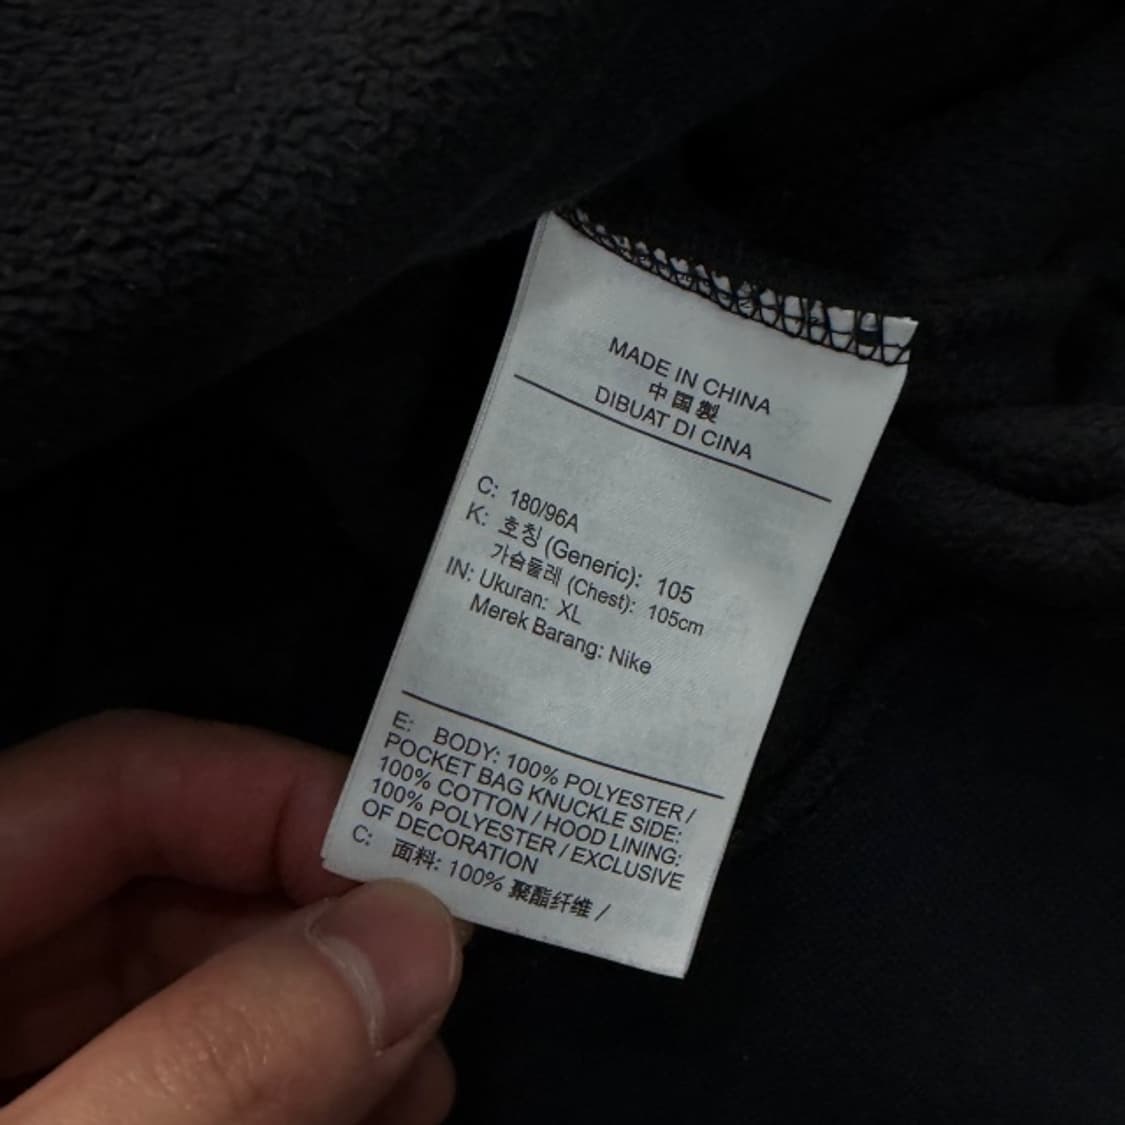 MADE IN CHINA
中国製
DIBUAT DI CINA
C: 180/96A
K: 호칭 (Generic): 105
가슴둘레 (Chest): 105cm
IN: Ukuran: XL
Merek Barang: Nike
E: BODY: 100% POLYESTER /
POCKET BAG KNUCKLE SIDE:
100% COTTON / HOOD LINING:
100% POLYESTER / EXCLUSIVE
OF DECORATION
C: 面料: 100% 聚酯纤维 /